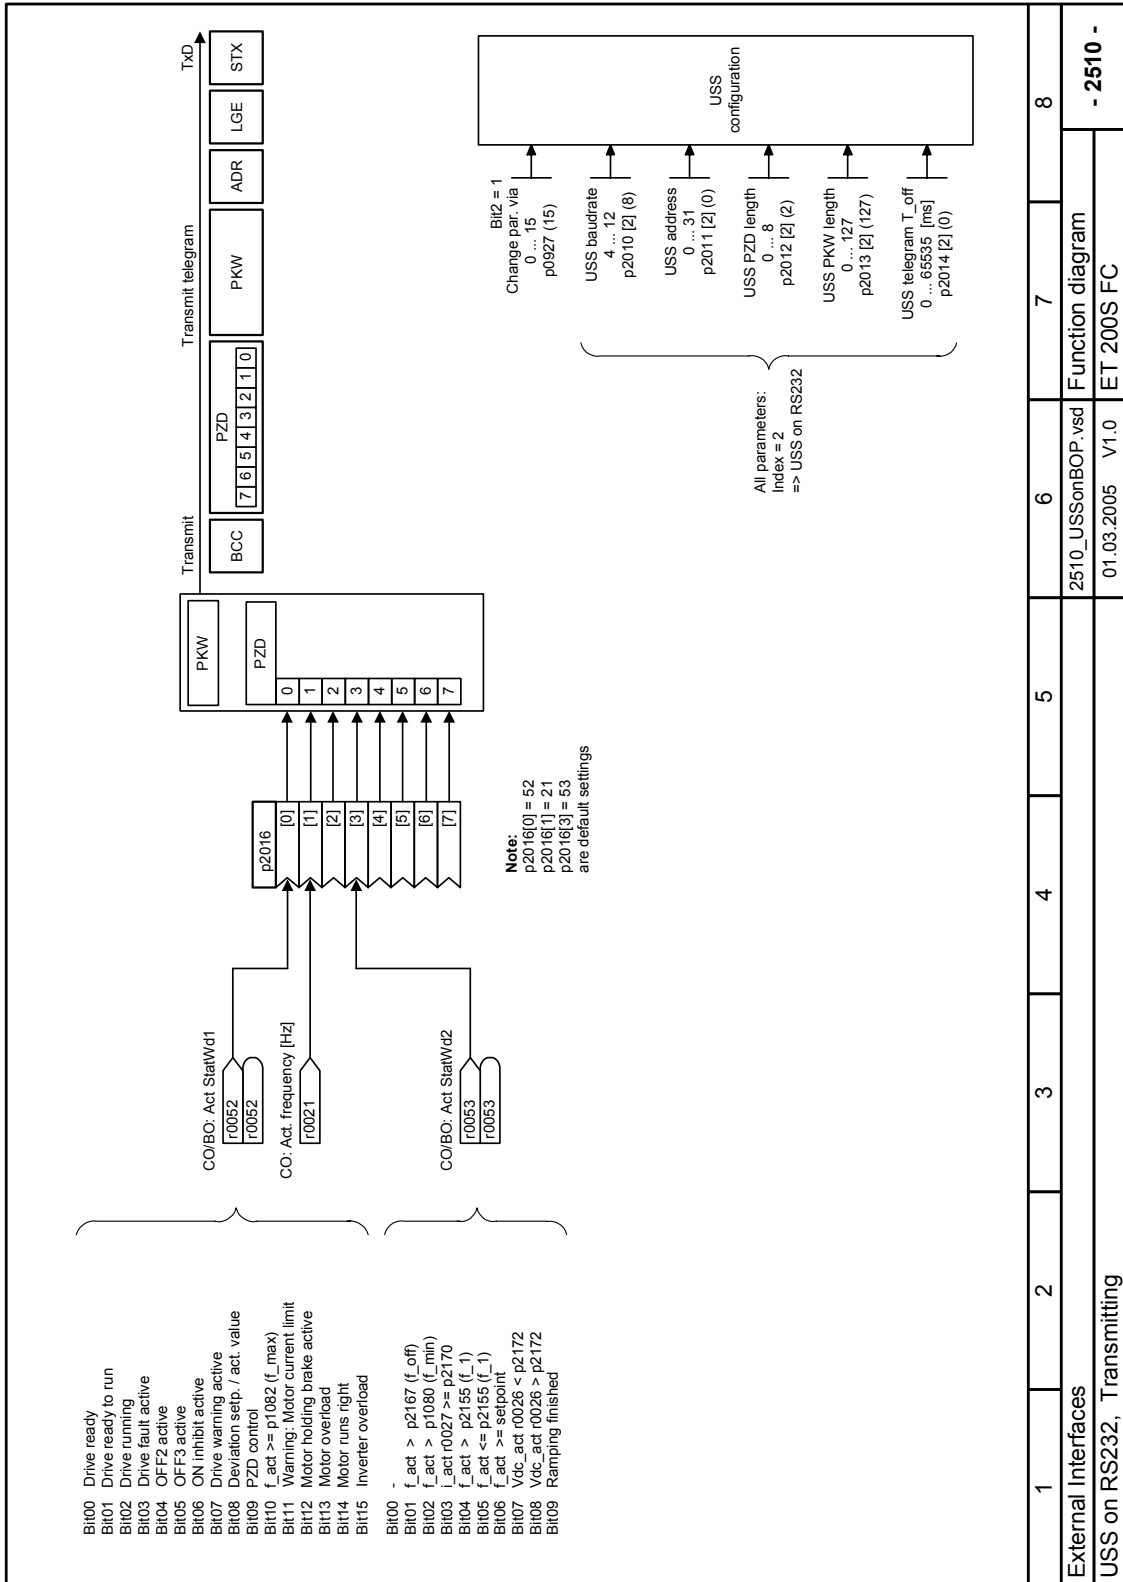 Bit00 Drive ready
Bit01 Drive ready to run
Bit02 Drive running
Bit03 Drive fault active
Bit04 OFF2 active
Bit05 OFF3 active
Bit06 ON inhibit active
Bit07 Drive warning active
Bit08 Deviation setp. / act. value
Bit09 PZD control
Bit10 f_act >= p1082 (f_max)
Bit11 Warning: Motor current limit
Bit12 Motor holding brake active
Bit13 Motor overload
Bit14 Motor runs right
Bit15 Inverter overload
Bit00 -
Bit01 f_act > p2167 (f_off)
Bit02 f_act > p1080 (f_min)
Bit03 i_act r0027 >= p2170
Bit04 f_act > p2155 (f_1)
Bit05 f_act <= p2155 (f_1)
Bit06 f_act >= setpoint
Bit07 Vdc_act r0026 < p2172
Bit08 Vdc_act r0026 > p2172
Bit09 Ramping finished
CO/BO: Act StatWd1
r0052
r0052
CO: Act. frequency [Hz]
r0021
CO/BO: Act StatWd2
r0053
r0053
p2016
[0]
[1]
[2]
[3]
[4]
[5]
[6]
[7]
Note:
p2016[0] = 52
p2016[1] = 21
p2016[3] = 53
are default settings
PKW
PZD
0
1
2
3
4
5
6
7
Transmit
Transmit telegram
TxD
BCC
PZD
7 6 5 4 3 2 1 0
PKW
ADR
LGE
STX
All parameters:
Index = 2
=> USS on RS232
Bit2 = 1
Change par. via
0 ... 15
p0927 (15)
USS baudrate
4 ... 12
p2010 [2] (8)
USS address
0 ... 31
p2011 [2] (0)
USS PZD length
0 ... 8
p2012 [2] (2)
USS PKW length
0 ... 127
p2013 [2] (127)
USS telegram T_off
0 ... 65535 [ms]
p2014 [2] (0)
USS
configuration
1 2 3 4 5 6 7 8
External Interfaces
2510_USSonBOP.vsd
Function diagram
- 2510 -
USS on RS232, Transmitting
01.03.2005 V1.0
ET 200S FC